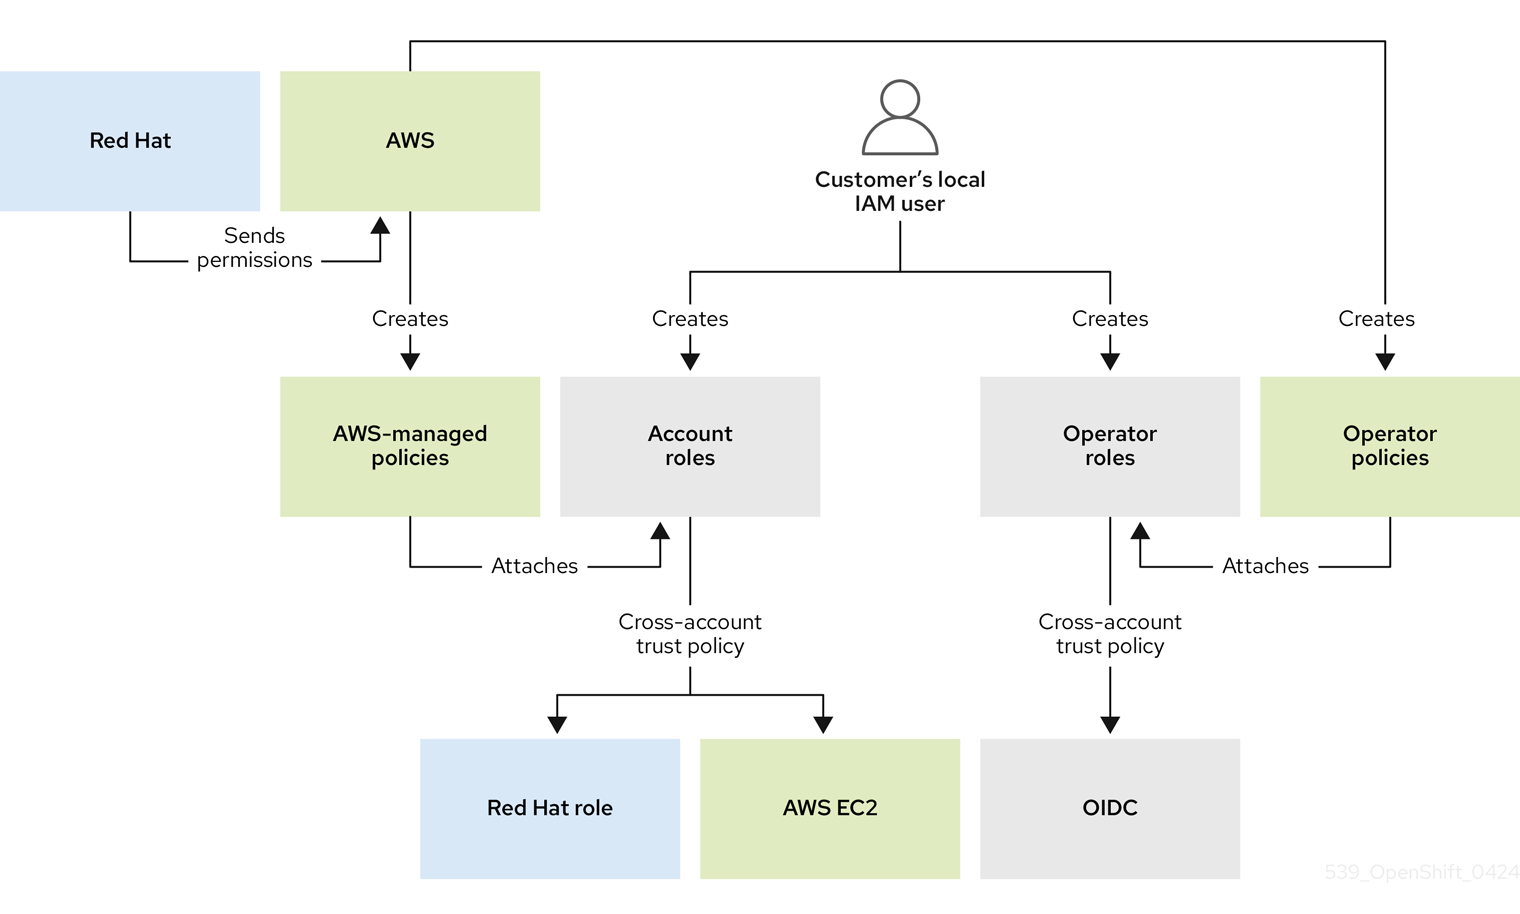 Red Hat
AWS
Customer’s local
IAM user
Sends
permissions
Creates
Creates
Creates
Creates
AWS-managed
policies
Account
roles
Operator
roles
Operator
policies
Attaches
Attaches
Cross-account
trust policy
Cross-account
trust policy
Red Hat role
AWS EC2
OIDC
539_OpenShift_0424